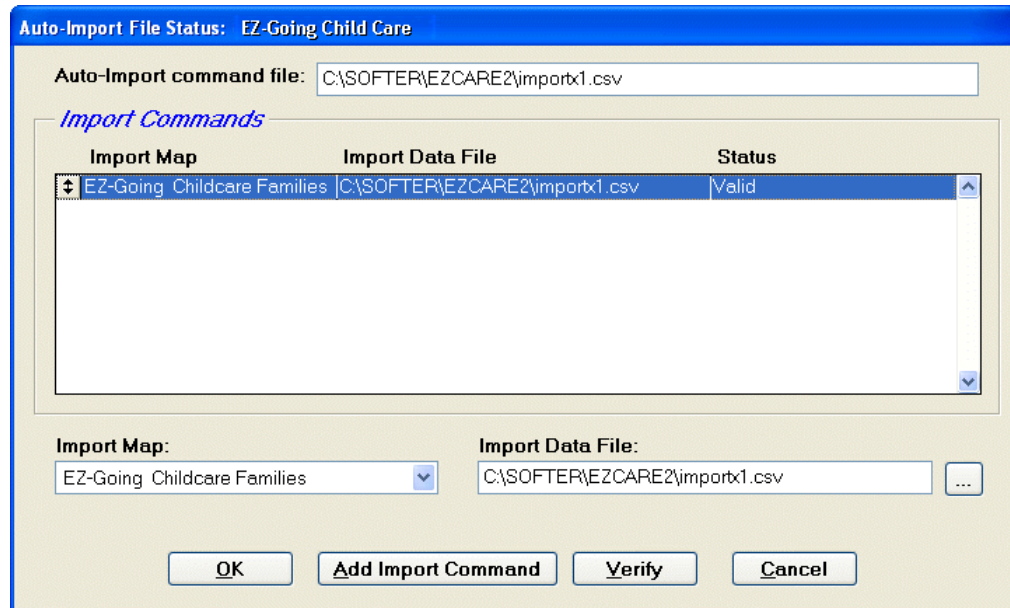 Auto-Import File Status: EZ-Going Child Care
Auto-Import command file: C:\SOFTER\EZCARE2\importx1.csv
Import Commands
Import Map Import Data File Status
EZ-Going Childcare Families C:\SOFTER\EZCARE2\importx1.csv Valid
Import Map: Import Data File:
EZ-Going Childcare Families C:\SOFTER\EZCARE2\importx1.csv ...
OK Add Import Command Verify Cancel